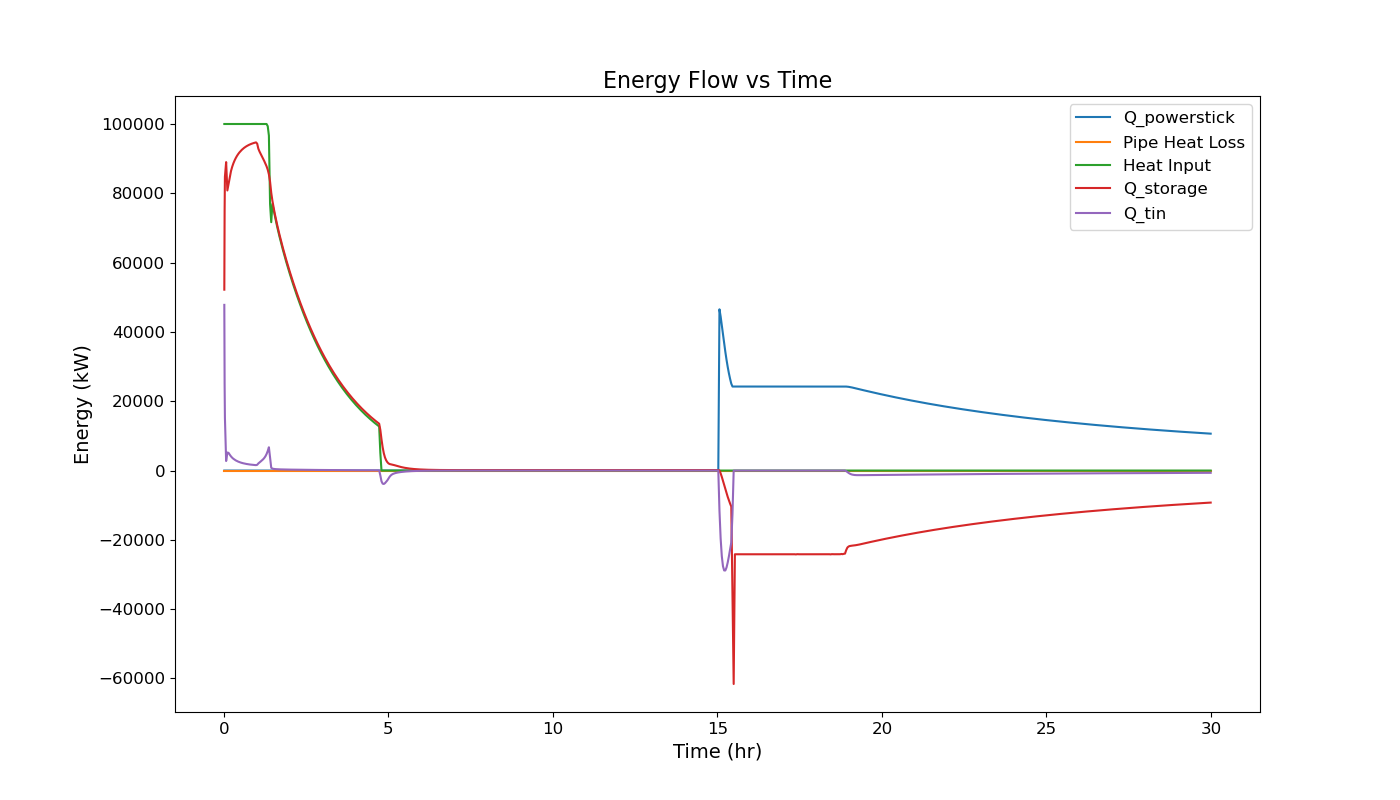 Energy Flow vs Time
Q_powerstick
Pipe Heat Loss
Heat Input
Q_storage
Q_tin
Energy (kW)
100000
80000
60000
40000
20000
0
−20000
−40000
−60000
0 5 10 15 20 25 30
Time (hr)